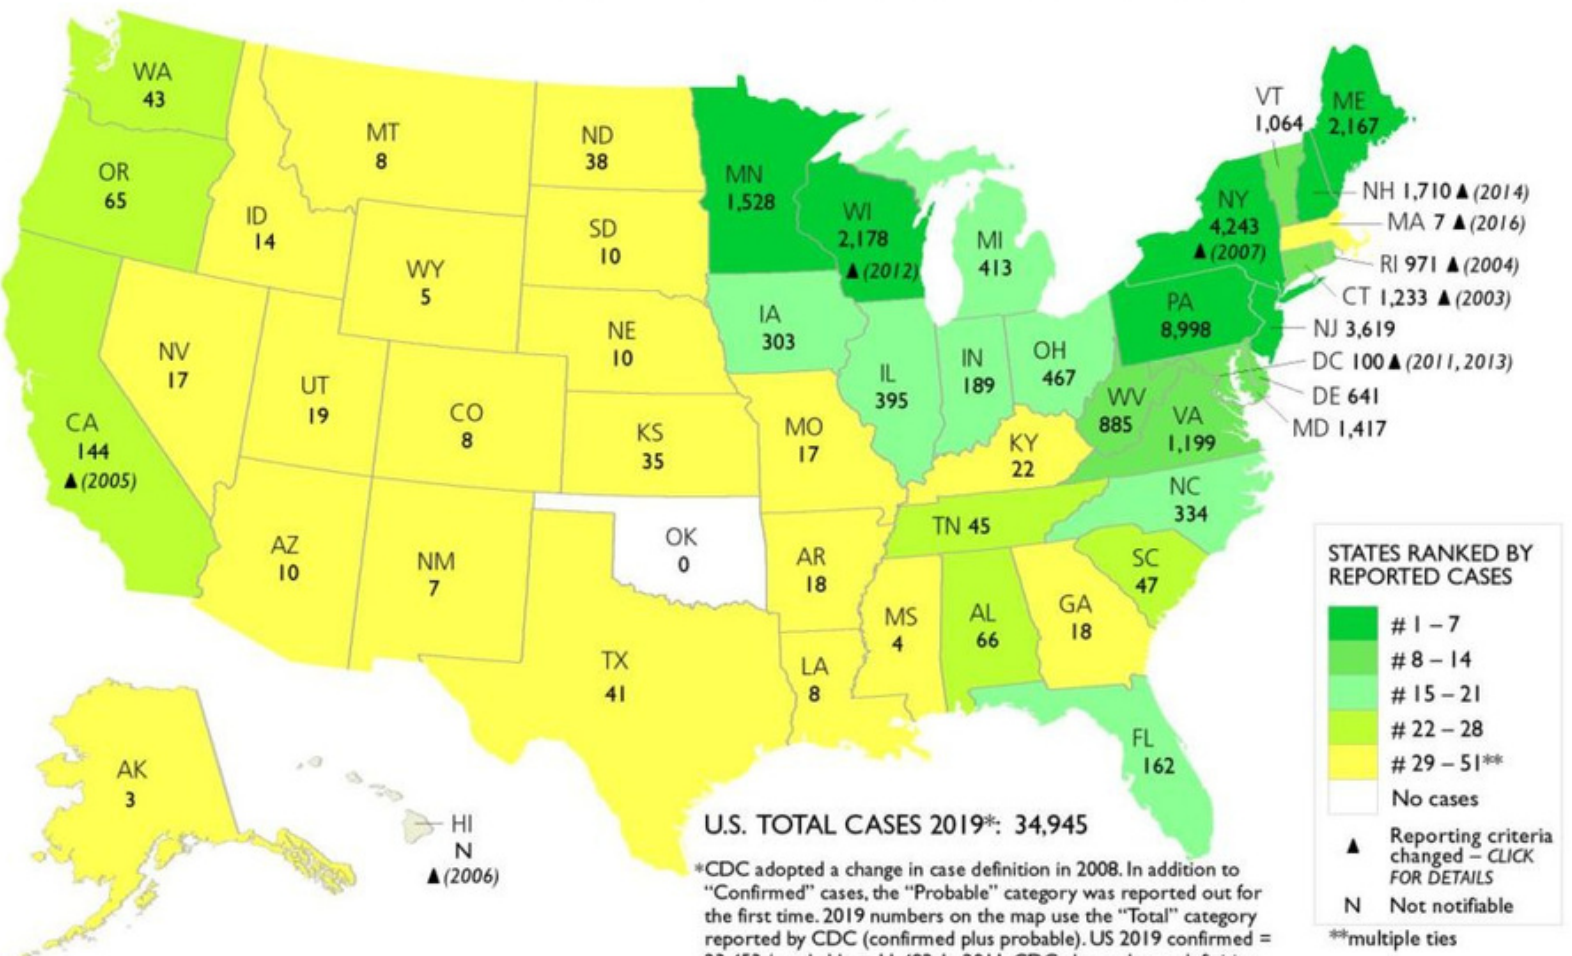 WA
43
OR
65
CA
144
▲(2005)
ID
14
NV
17
MT
8
WY
5
UT
19
CO
8
AZ
10
NM
7
ND
38
SD
10
NE
10
KS
35
OK
0
TX
41
MN
1,528
IA
303
MO
17
AR
18
LA
8
WI
2,178
▲(2012)
IL
395
MI
413
IN
189
OH
467
KY
22
TN 45
MS
4
AL
66
GA
18
FL
162
SC
47
NC
334
WV
885
VA
1,199
PA
8,998
NY
4,243
▲(2007)
VT
1,064
ME
2,167
NH 1,710▲(2014)
MA 7 ▲(2016)
RI 971 ▲(2004)
CT 1,233 ▲(2003)
NJ 3,619
DC 100▲(2011, 2013)
DE 641
MD 1,417
AK
3
HI
N
▲(2006)
U.S. TOTAL CASES 2019*: 34,945
*CDC adopted a change in case definition in 2008. In addition to
“Confirmed” cases, the “Probable” category was reported out for
the first time. 2019 numbers on the map use the “Total” category
reported by CDC (confirmed plus probable). US 2019 confirmed =
STATES RANKED BY
REPORTED CASES
# 1 – 7
# 8 – 14
# 15 – 21
# 22 – 28
# 29 – 51**
No cases
▲ Reporting criteria
changed – CLICK
FOR DETAILS
N Not notifiable
**multiple ties